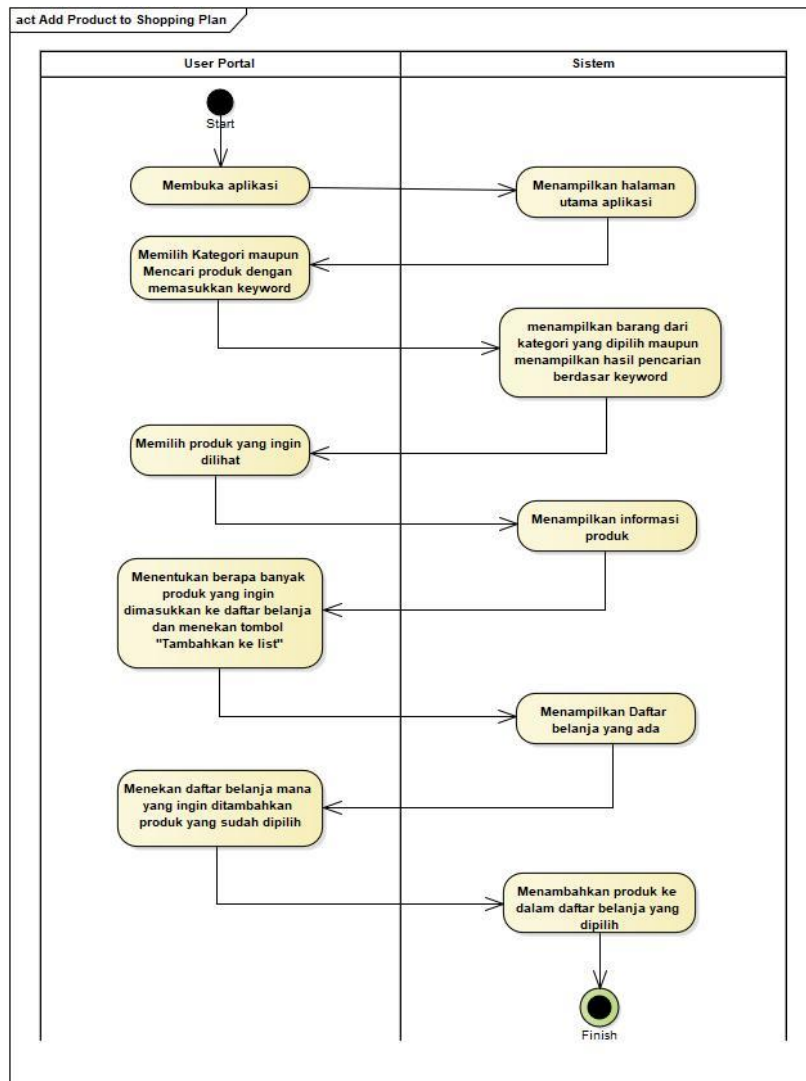 act Add Product to Shopping Plan
User Portal
Sistem
Start
Membuka aplikasi
Menampilkan halaman
utama aplikasi
Memilih Kategori maupun
Mencari produk dengan
memasukkan keyword
menampilkan barang dari
kategori yang dipilih maupun
menampilkan hasil pencarian
berdasar keyword
Memilih produk yang ingin
dilihat
Menampilkan informasi
produk
Menentukan berapa banyak
produk yang ingin
dimasukkan ke daftar belanja
dan menekan tombol
"Tambahkan ke list"
Menampilkan Daftar
belanja yang ada
Menekan daftar belanja mana
yang ingin ditambahkan
produk yang sudah dipilih
Menambahkan produk ke
dalam daftar belanja yang
dipilih
Finish